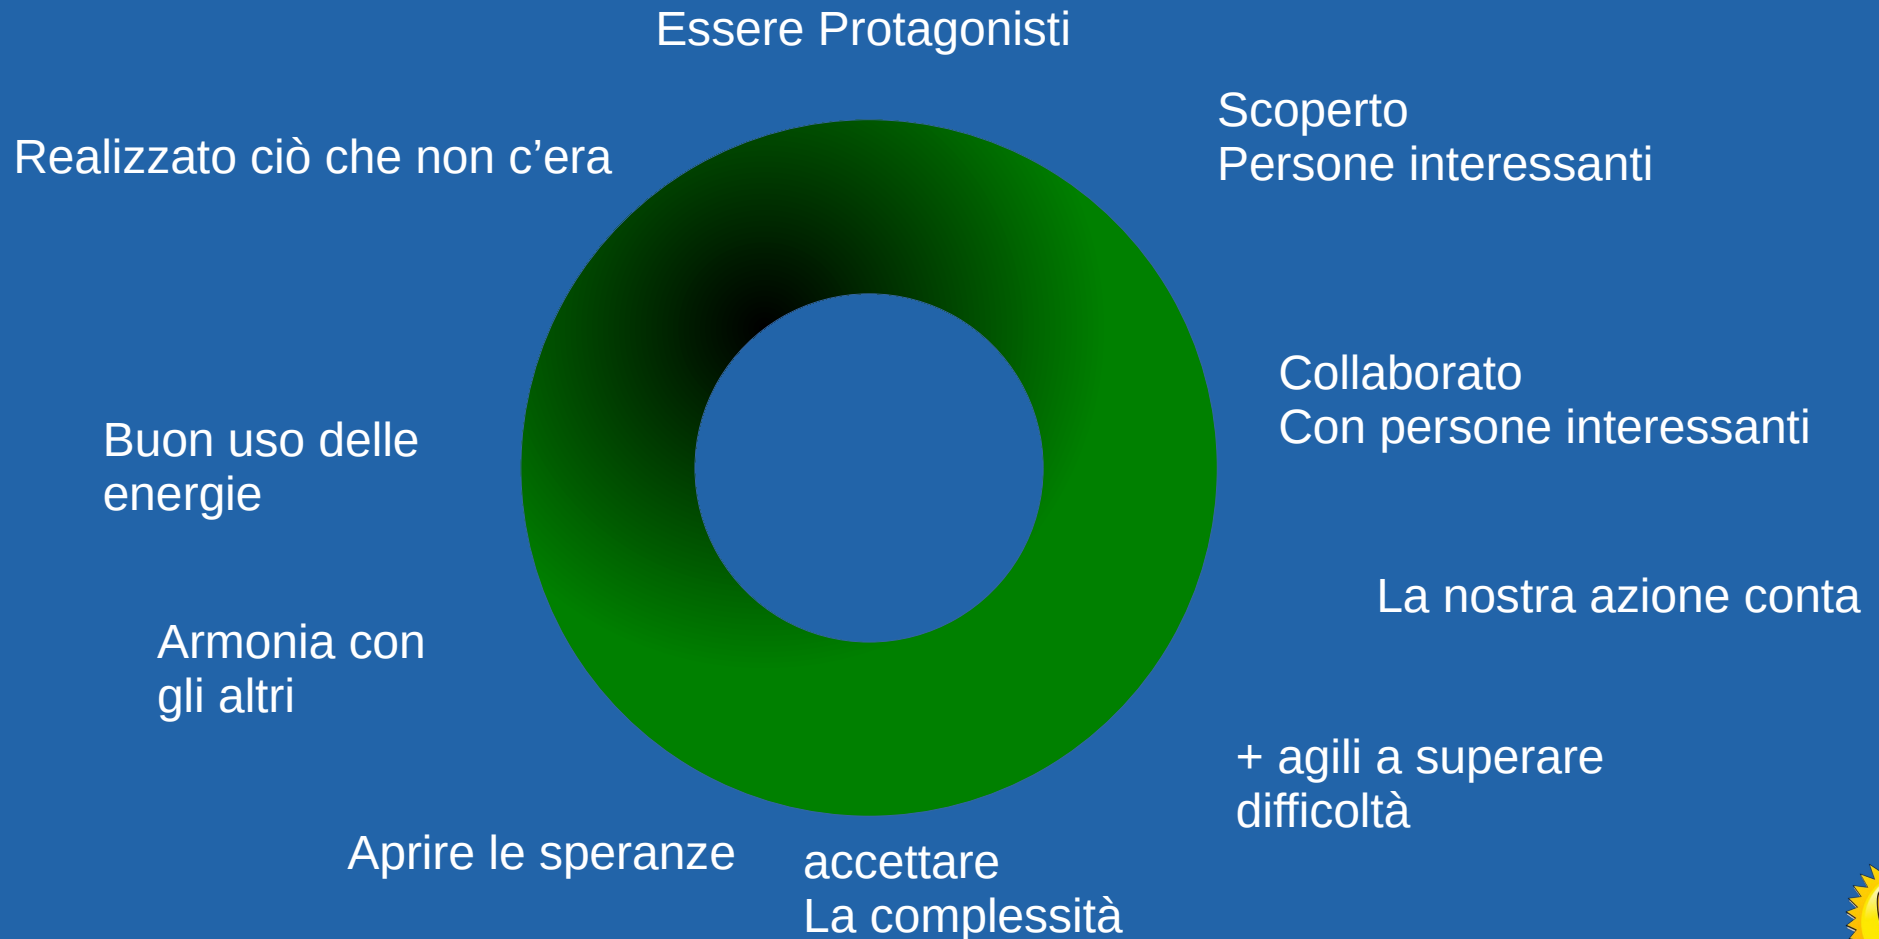 Essere Protagonisti
Scoperto
Persone interessanti
Realizzato ciò che non c’era
Collaborato
Con persone interessanti
Buon uso delle
energie
La nostra azione conta
Armonia con
gli altri
+ agili a superare
difficoltà
Aprire le speranze
accettare
La complessità